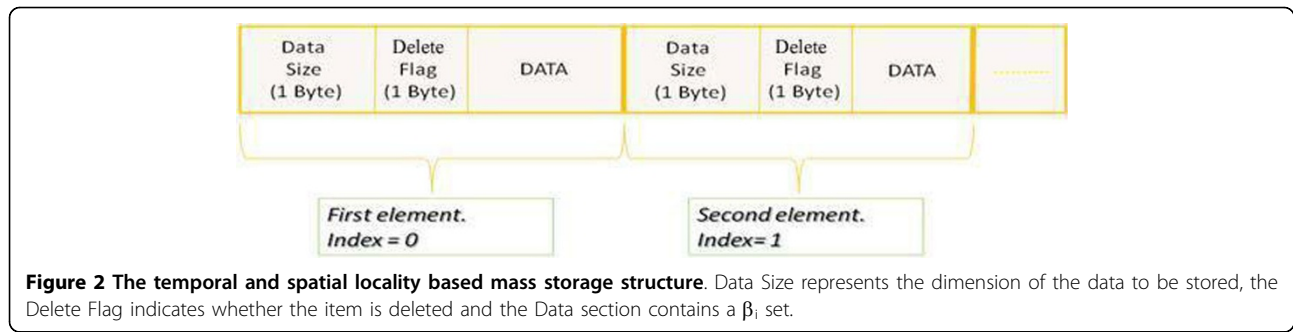 Data
Size
(1 Byte)
Delete
Flag
(1 Byte)
DATA
Data
Size
(1 Byte)
Delete
Flag
(1 Byte)
DATA
..........
First element.
Index = 0
Second element.
Index= 1
Figure 2 The temporal and spatial locality based mass storage structure. Data Size represents the dimension of the data to be stored, the
Delete Flag indicates whether the item is deleted and the Data section contains a βi set.